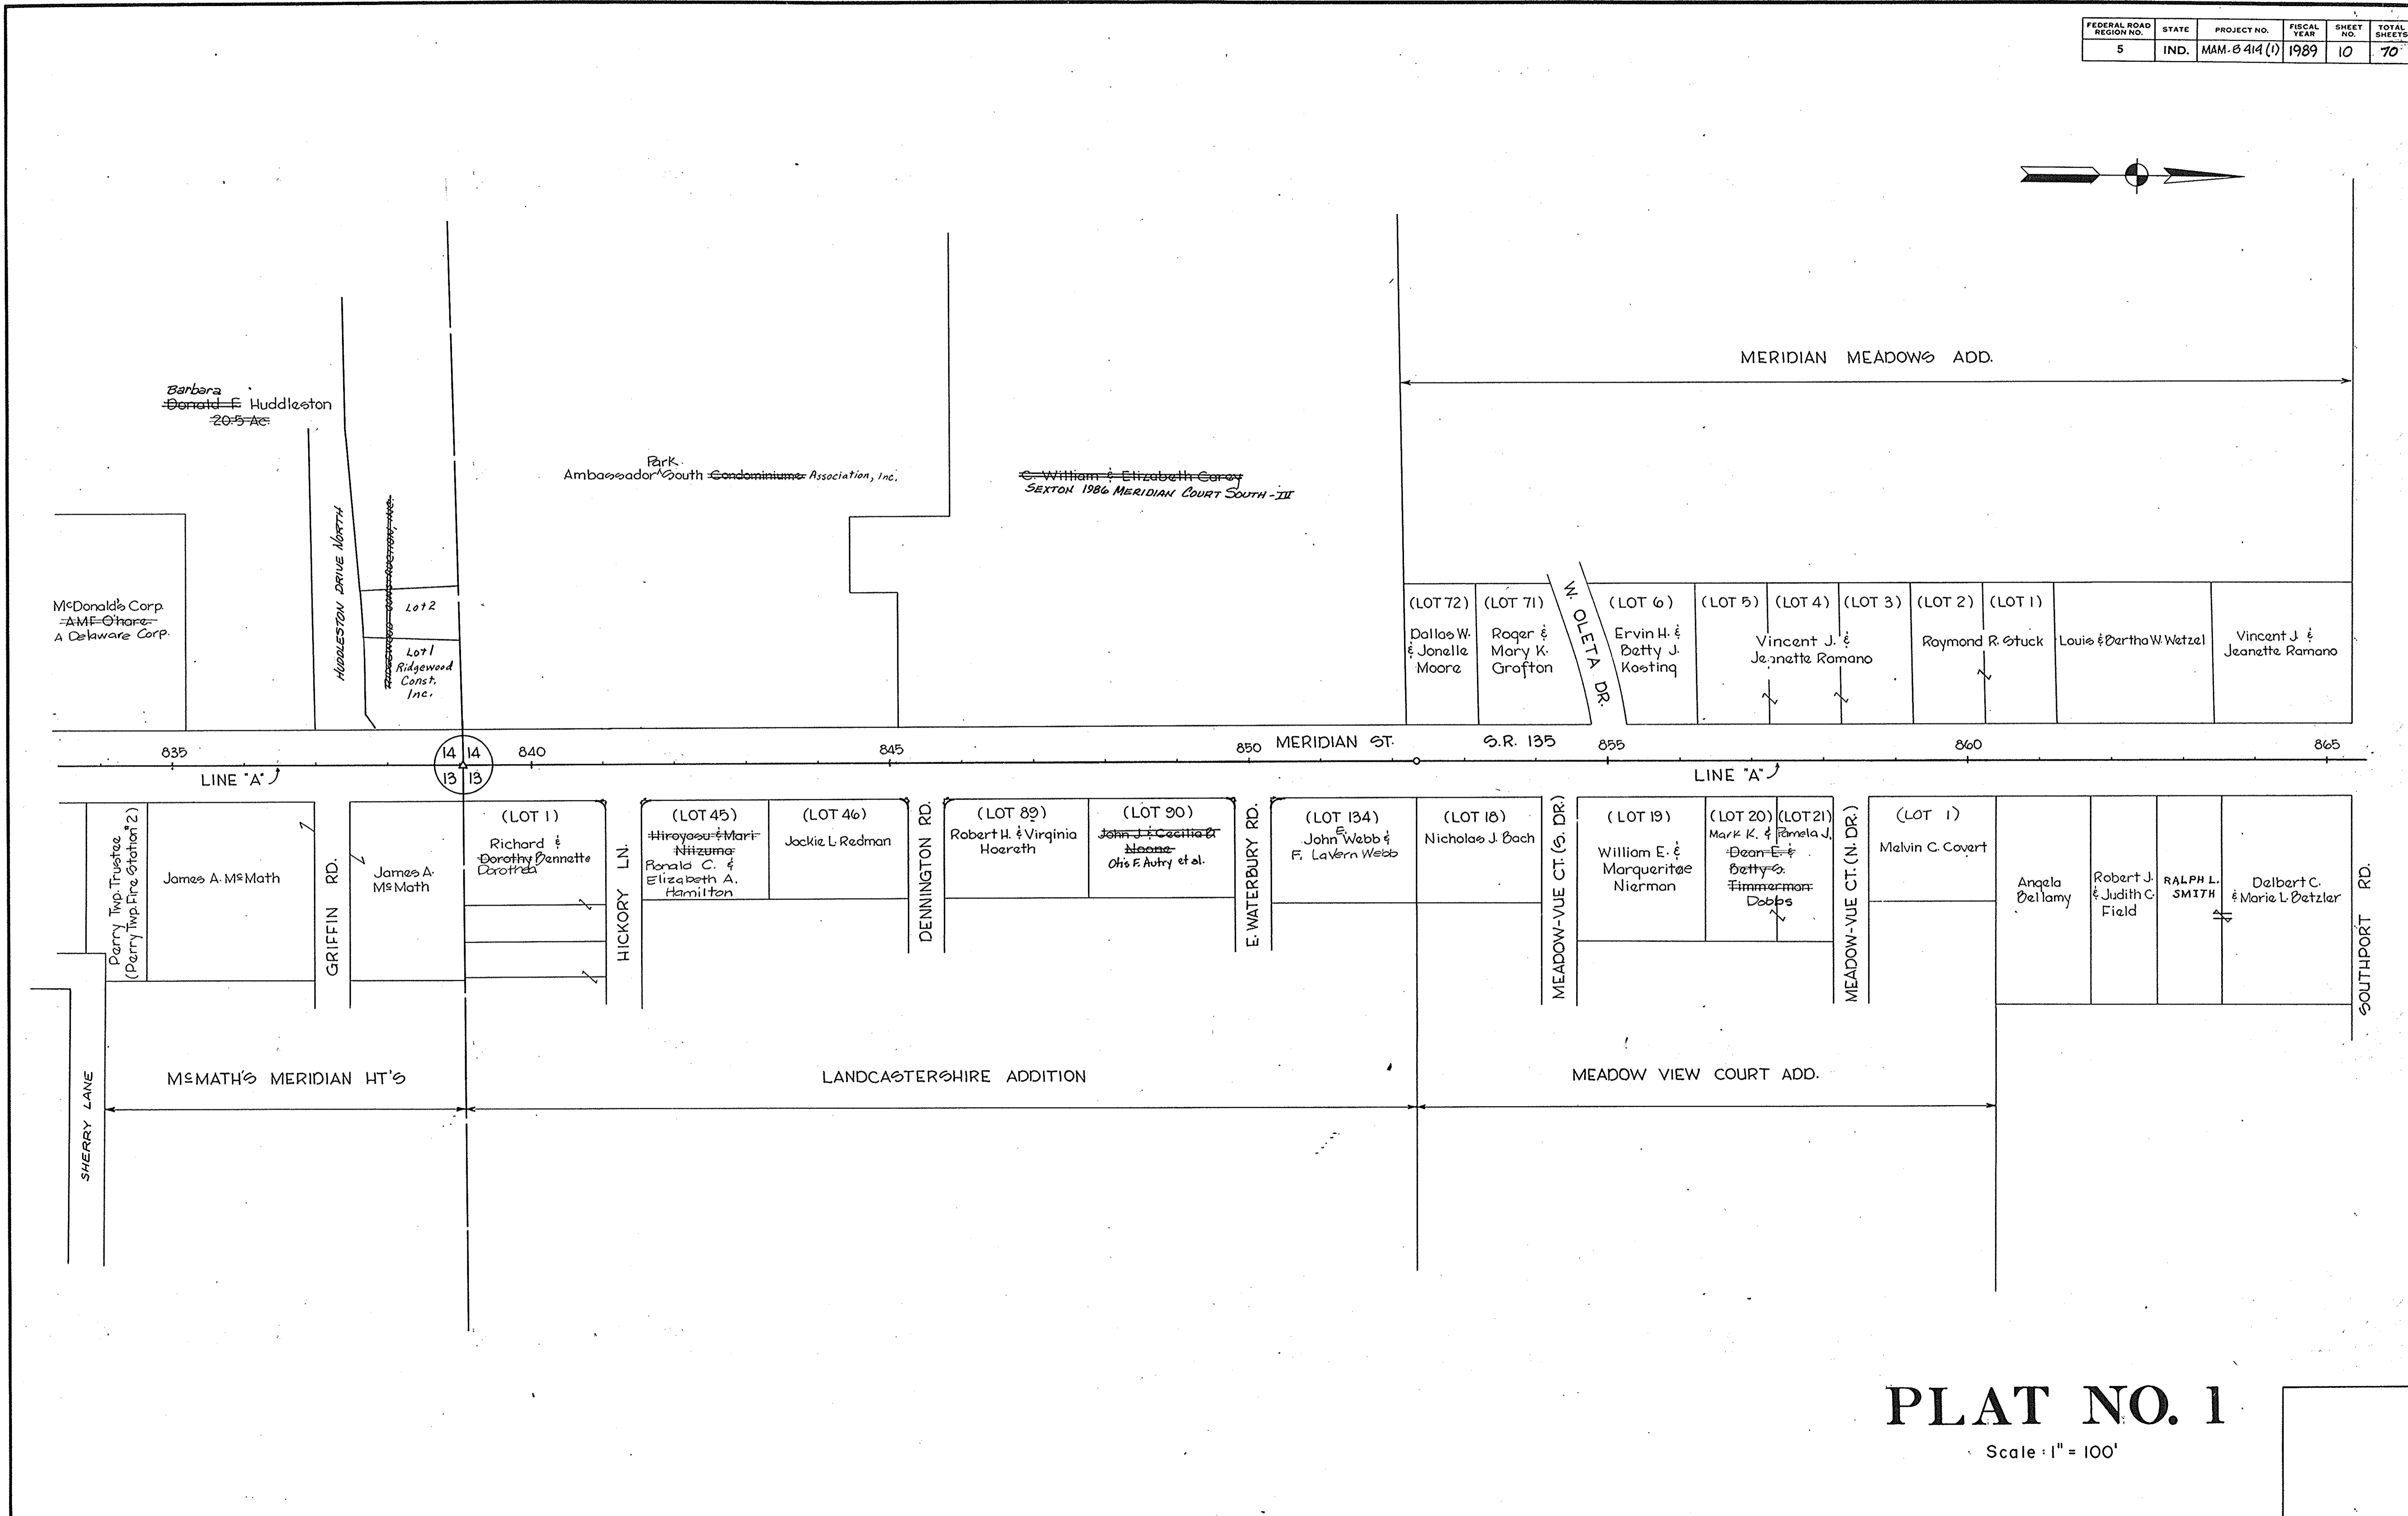 FEDERAL ROAD REGION NO. STATE PROJECT NO. FISCAL YEAR SHEET NO. TOTAL SHEETS
5 IND. MAM-B414(1) 1989 10 70
MERIDIAN MEADOWS ADD.
Barbara
Donald F. Huddleston
20.5 Ac.
Park
Ambassador ^ South Condominiums Association, Inc.
C. William & Elizabeth Carey
SEXTON 1986 MERIDIAN COURT SOUTH-III
HUDDLESTON DRIVE NORTH
McDonald's Corp.
AMF O'hare
A Delaware Corp.
Lot 2
Lot 1
Ridgewood
Const.
Inc.
(LOT 72)
Dallas W.
& Jonelle
Moore
(LOT 71)
Roger &
Mary K.
Grafton
W. OLETA DR.
(LOT 6)
Ervin H. &
Betty J.
Kasting
(LOT 5) (LOT 4) (LOT 3)
Vincent J. &
Jeannette Ramano
(LOT 2) (LOT 1)
Raymond R. Stuck
Louis & Bertha W. Wetzel
Vincent J. &
Jeanette Ramano
835 14 14 840 845 850 MERIDIAN ST. S.R. 135 855 860 865
LINE "A" 13 13 LINE "A"
Perry Twp. Trustee
(Perry Twp. Fire Station #2)
James A. McMath
GRIFFIN RD.
James A.
McMath
(LOT 1)
Richard &
Dorothy Bennette
Dorothea
HICKORY LN.
(LOT 45)
Hiroyasu & Mari
Niizuma
Ronald C. &
Elizabeth A.
Hamilton
(LOT 46)
Jackie L. Redman
DENNINGTON RD.
(LOT 89)
Robert H. & Virginia
Hoereth
(LOT 90)
John J. & Cecilia B.
Noone
Otis F. Autry et al.
E. WATERBURY RD.
(LOT 134)
E.
John Webb &
F. LaVern Webb
(LOT 18)
Nicholas J. Bach
MEADOW-VUE CT. (S. DR.)
(LOT 19)
William E. &
Marqueritae
Nierman
(LOT 20) (LOT 21)
Mark K. & Pamela J.
Dean E. &
Betty S.
Timmerman
Dobbs
MEADOW-VUE CT. (N. DR.)
(LOT 1)
Melvin C. Covert
Angela
Bellamy
Robert J.
& Judith C.
Field
RALPH L.
SMITH
Delbert C.
& Marie L. Betzler
SOUTHPORT RD.
SHERRY LANE
McMATH'S MERIDIAN HT'S
LANDCASTERSHIRE ADDITION
MEADOW VIEW COURT ADD.
PLAT NO. 1
Scale : 1" = 100'